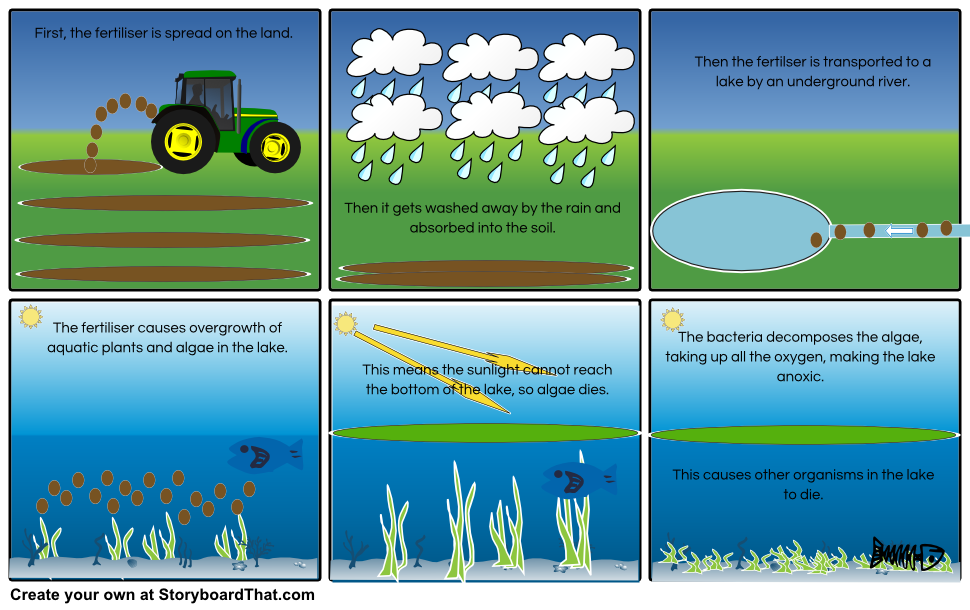 First, the fertiliser is spread on the land.
Then it gets washed away by the rain and
absorbed into the soil.
Then the fertilser is transported to a
lake by an underground river.
The fertiliser causes overgrowth of
aquatic plants and algae in the lake.
This means the sunlight cannot reach
the bottom of the lake, so algae dies.
The bacteria decomposes the algae,
taking up all the oxygen, making the lake
anoxic.
This causes other organisms in the lake
to die.
Create your own at StoryboardThat.com